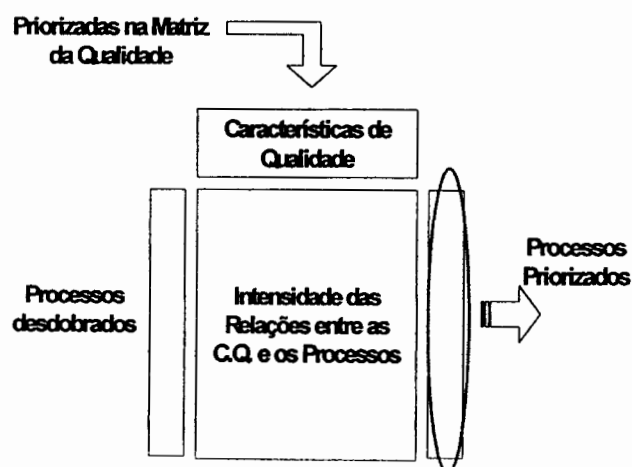 Priorizadas na Matriz
da Qualidade
Características de
Qualidade
Processos
desdobrados
Intensidade das
Relações entre as
C.Q. e os Processos
Processos
Priorizados